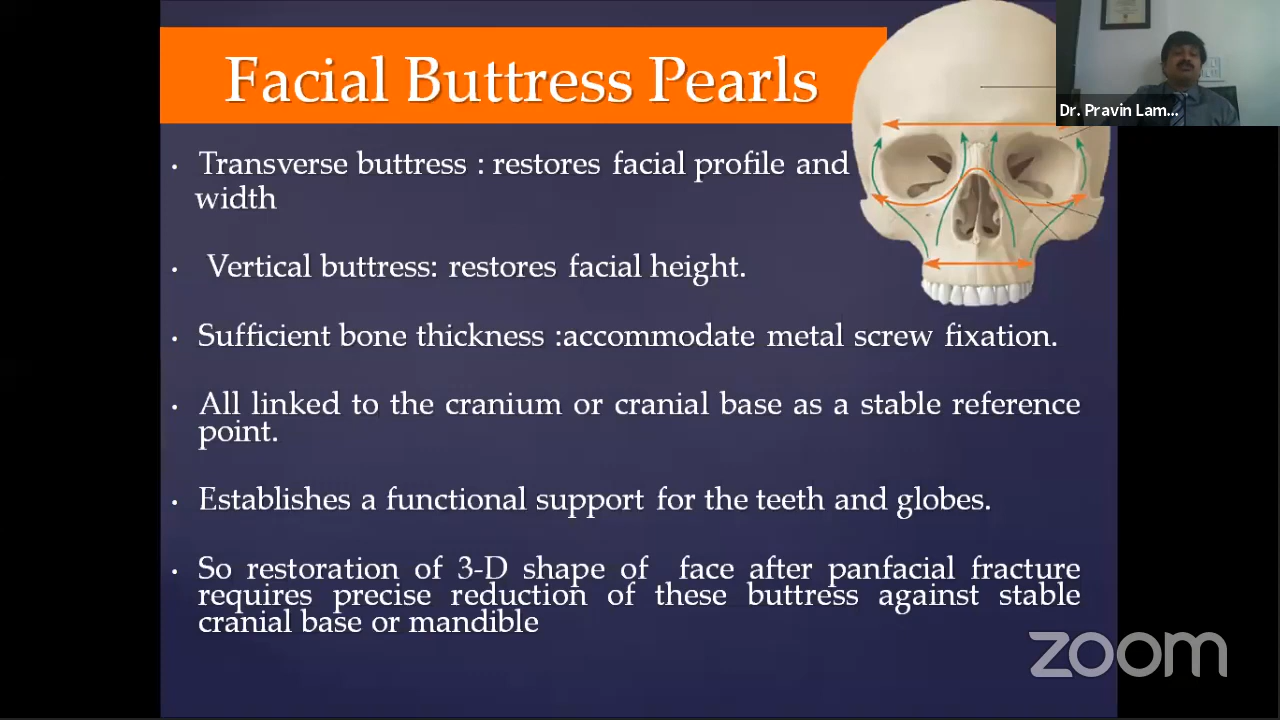 Facial Buttress Pearls
Dr. Pravin Lam...
• Transverse buttress : restores facial profile and
width
• Vertical buttress: restores facial height.
• Sufficient bone thickness :accommodate metal screw fixation.
• All linked to the cranium or cranial base as a stable reference
point.
• Establishes a functional support for the teeth and globes.
• So restoration of 3-D shape of face after panfacial fracture
requires precise reduction of these buttress against stable
cranial base or mandible
zoom